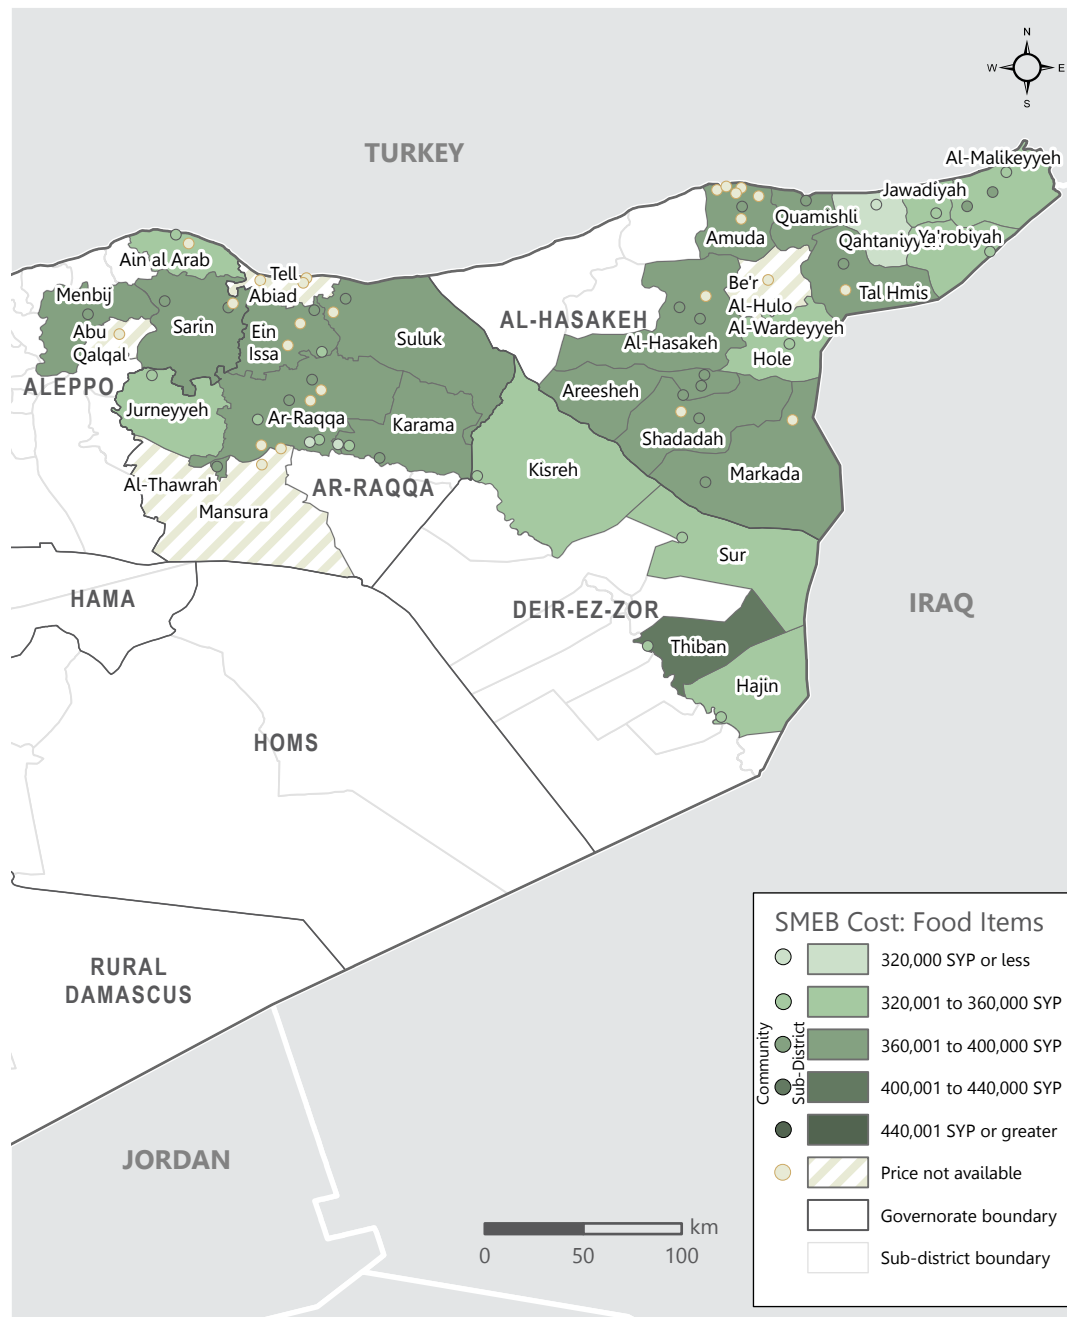 N
W
E
S
TURKEY
Al-Malikeyyeh
Jawadiyah
Quamishli
Amuda
Qahtaniyyeh
Ya'robiyah
Ain al Arab
Tell
Abiad
Be'r
Al-Hulo
Al-Wardeyyeh
Tal Hmis
Menbij
Abu
Qalqal
Sarin
Ein
Issa
Suluk
AL-HASAKEH
Al-Hasakeh
Hole
ALEPPO
Jurneyyeh
Ar-Raqqa
Karama
Areesheh
Shadadah
Markada
Kisreh
Al-Thawrah
Mansura
AR-RAQQA
Sur
HAMA
DEIR-EZ-ZOR
IRAQ
Thiban
Hajin
HOMS
RURAL
DAMASCUS
JORDAN
km
0
50
100
SMEB Cost: Food Items
Community
Sub-District
320,000 SYP or less
320,001 to 360,000 SYP
360,001 to 400,000 SYP
400,001 to 440,000 SYP
440,001 SYP or greater
Price not available
Governorate boundary
Sub-district boundary